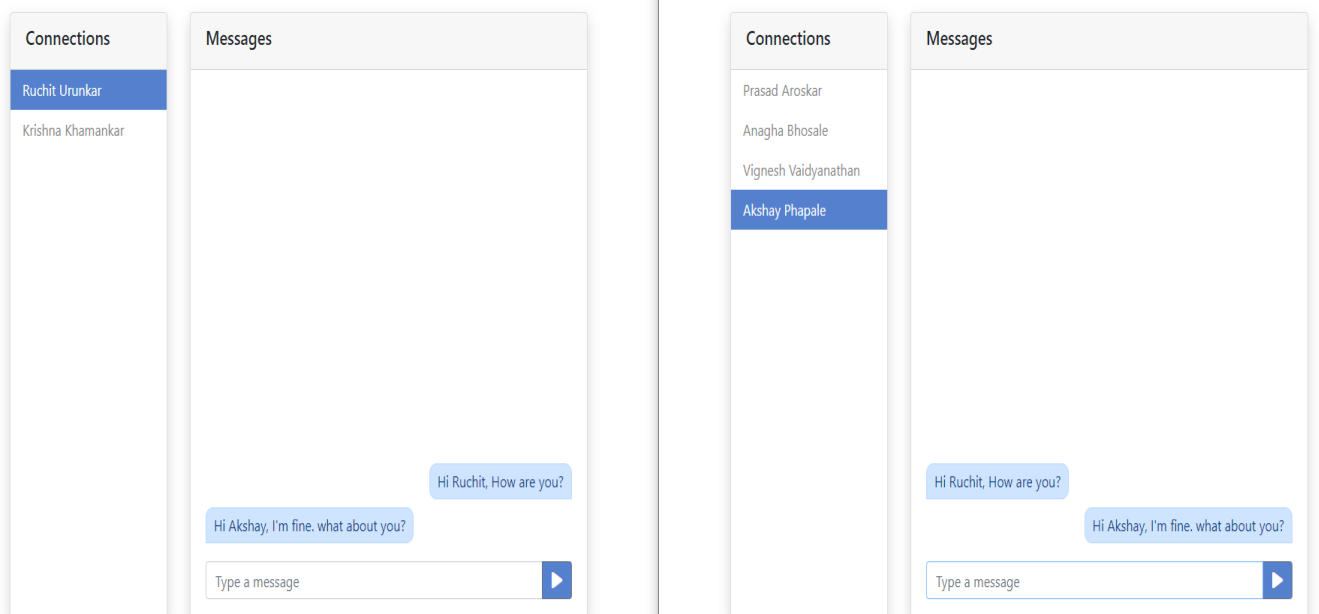 Connections
Ruchit Urunkar
Krishna Khamankar
Messages
Hi Ruchit, How are you?
Hi Akshay, I'm fine. what about you?
Type a message
Connections
Prasad Aroskar
Anagha Bhosale
Vignesh Vaidyanathan
Akshay Phapale
Messages
Hi Ruchit, How are you?
Hi Akshay, I'm fine. what about you?
Type a message